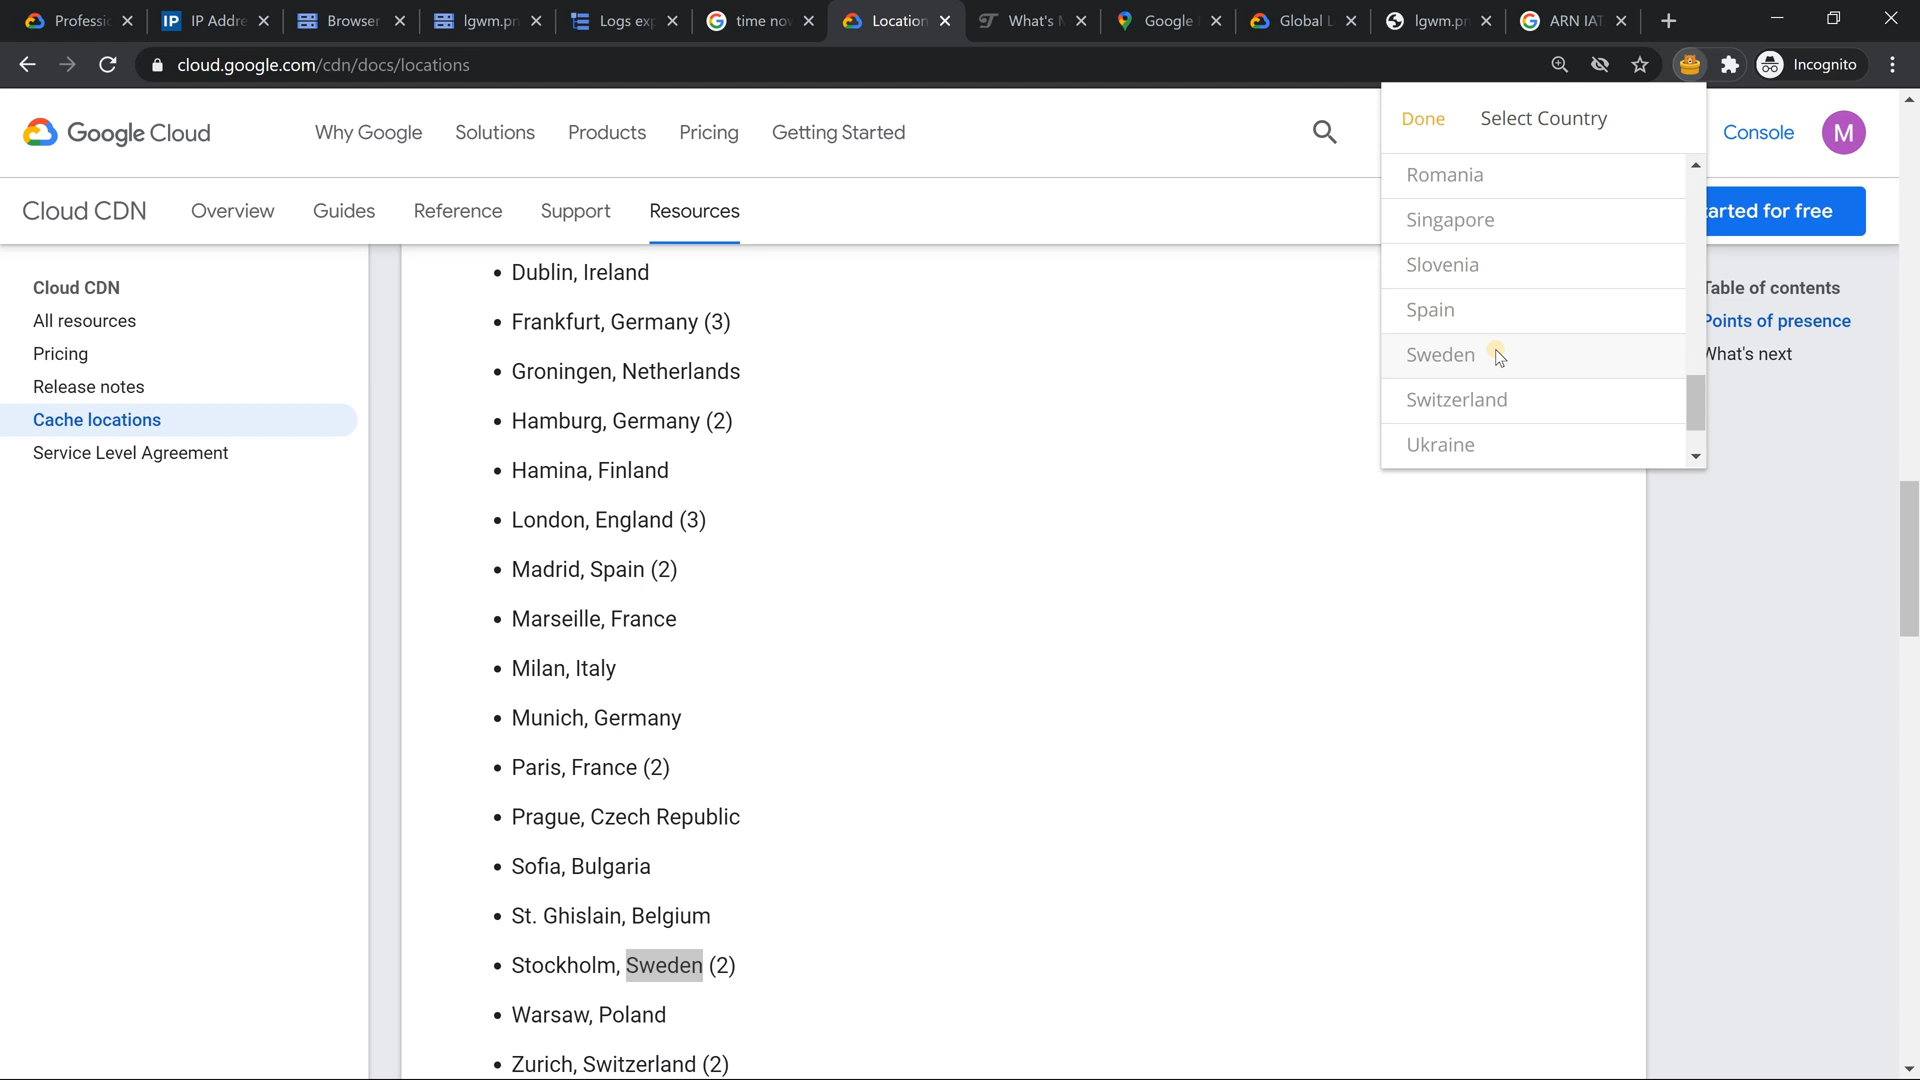 Professic IP IP Addre Browser lgwm.pn Logs exp time nov Location What's Google Global L lgwm.pr ARN IAT
cloud.google.com/cdn/docs/locations Incognito
Google Cloud Why Google Solutions Products Pricing Getting Started Console M
Done Select Country
Romania
Singapore
Slovenia
Spain
Sweden
Switzerland
Ukraine
Cloud CDN Overview Guides Reference Support Resources arted for free
Cloud CDN
All resources
Pricing
Release notes
Cache locations
Service Level Agreement
• Dublin, Ireland
• Frankfurt, Germany (3)
• Groningen, Netherlands
• Hamburg, Germany (2)
• Hamina, Finland
• London, England (3)
• Madrid, Spain (2)
• Marseille, France
• Milan, Italy
• Munich, Germany
• Paris, France (2)
• Prague, Czech Republic
• Sofia, Bulgaria
• St. Ghislain, Belgium
• Stockholm, Sweden (2)
• Warsaw, Poland
• Zurich, Switzerland (2)
Table of contents
Points of presence
What's next